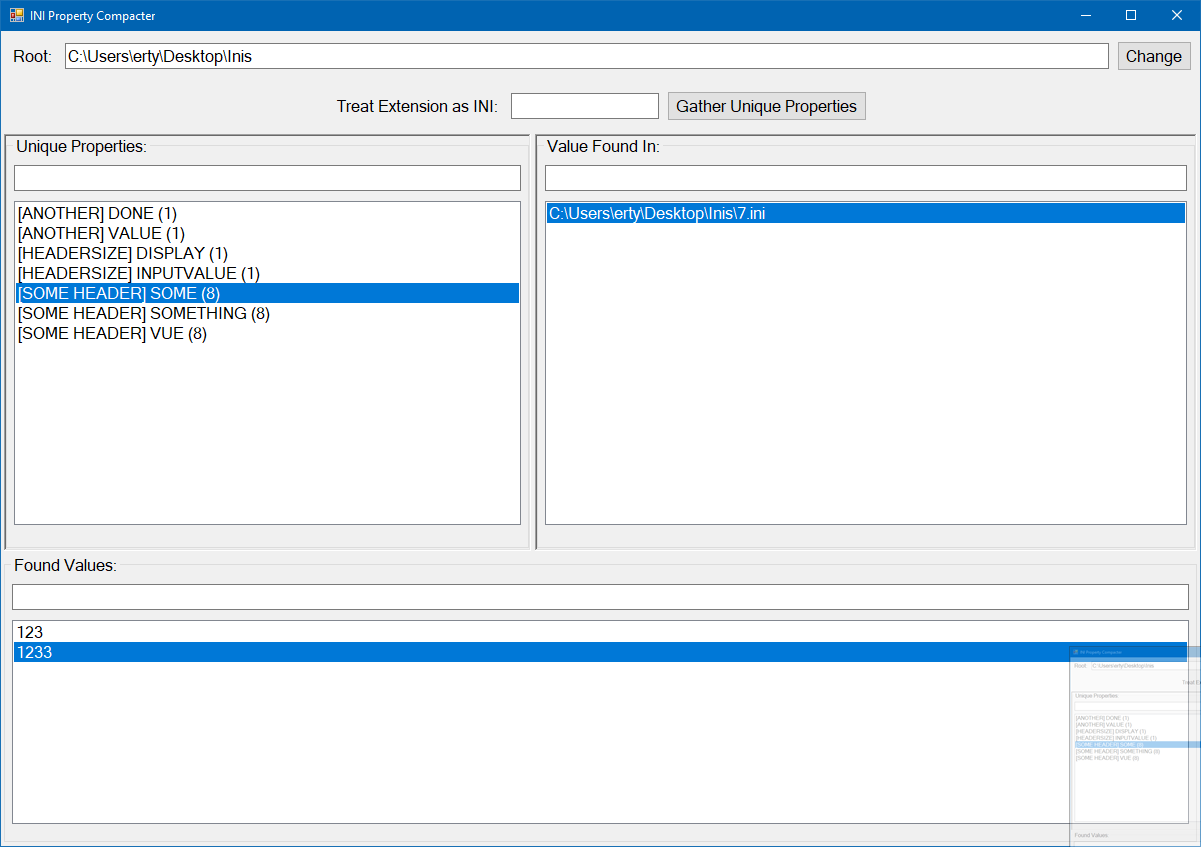 INI Property Compacter
Root: C:\Users\erty\Desktop\Inis Change
Treat Extension as INI: Gather Unique Properties
Unique Properties:
[ANOTHER] DONE (1)
[ANOTHER] VALUE (1)
[HEADERSIZE] DISPLAY (1)
[HEADERSIZE] INPUTVALUE (1)
[SOME HEADER] SOME (8)
[SOME HEADER] SOMETHING (8)
[SOME HEADER] VUE (8)
Value Found In:
C:\Users\erty\Desktop\Inis\7.ini
Found Values:
123
1233
INI Property Compacter
Root: C:\Users\erty\Desktop\Inis
Unique Properties:
[ANOTHER] DONE (1)
[ANOTHER] VALUE (1)
[HEADERSIZE] DISPLAY (1)
[HEADERSIZE] INPUTVALUE (1)
[SOME HEADER] SOME (8)
[SOME HEADER] SOMETHING (8)
[SOME HEADER] VUE (8)
Found Values: